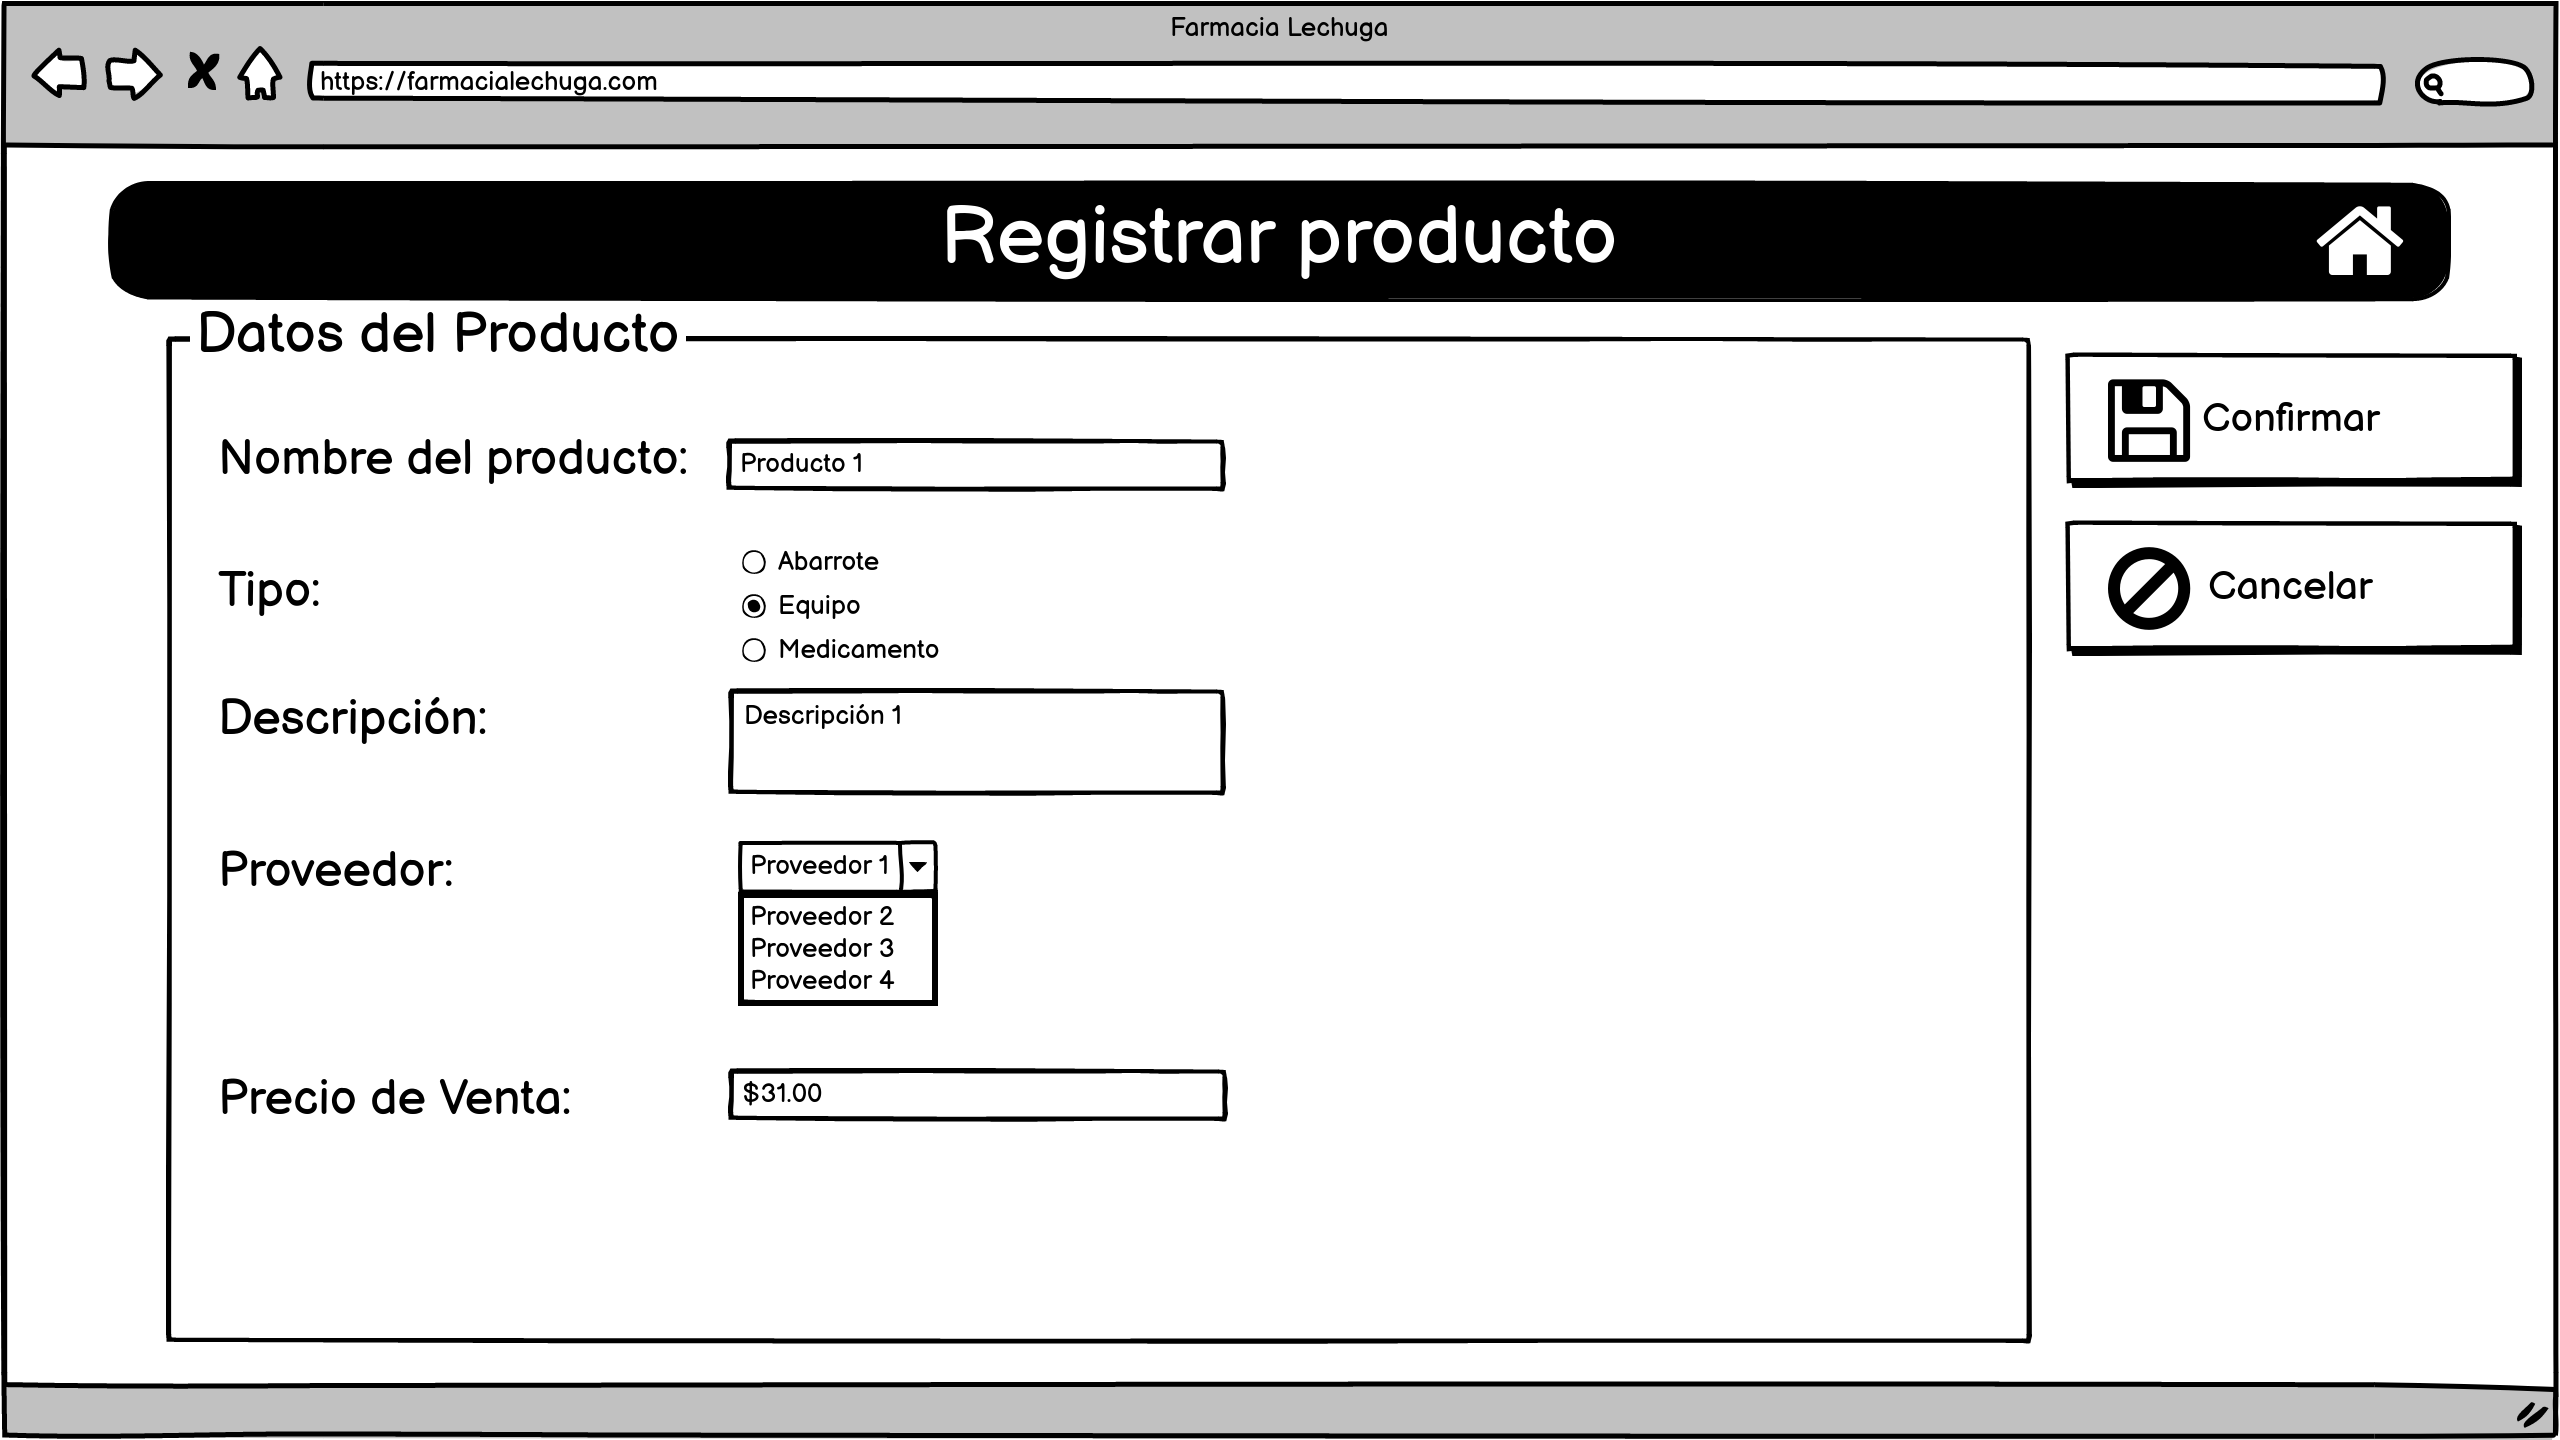 Farmacia Lechuga
https://farmacialechuga.com
Registrar producto
Datos del Producto
Nombre del producto: Producto 1
Confirmar
Tipo:
Abarrote
Equipo
Medicamento
Cancelar
Descripción: Descripción 1
Proveedor: Proveedor 1
Proveedor 2
Proveedor 3
Proveedor 4
Precio de Venta: $31.00